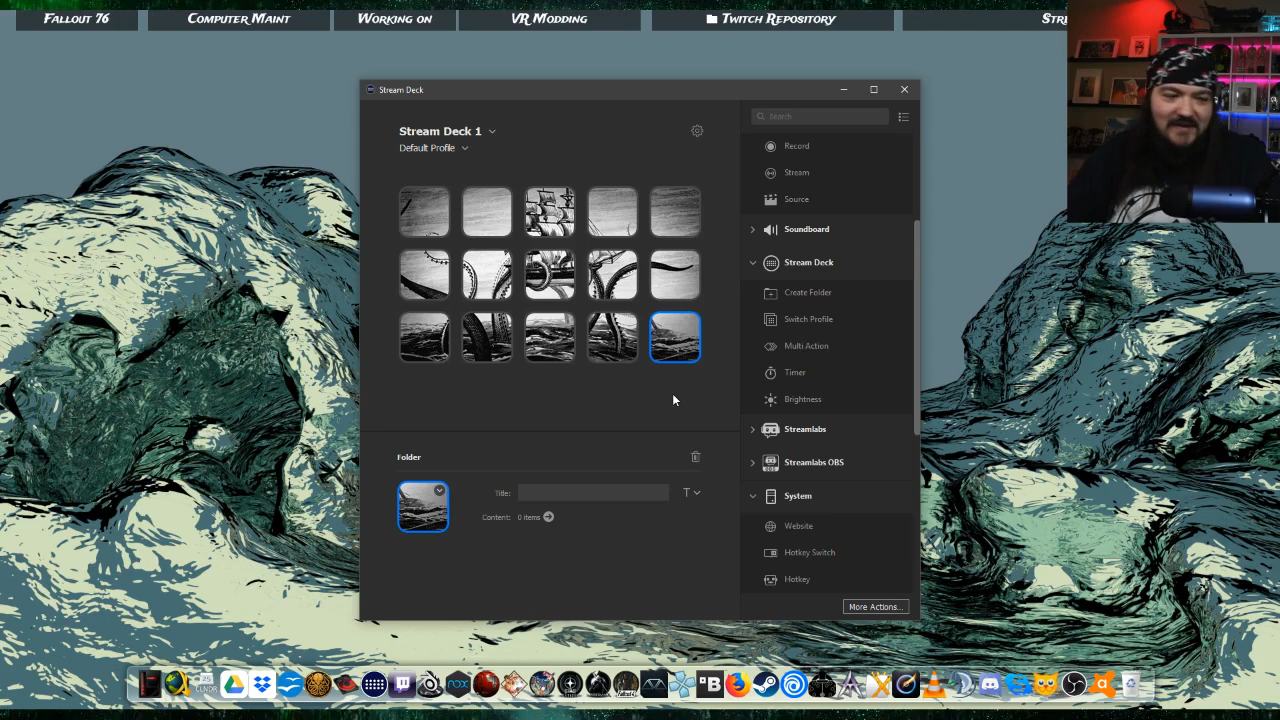 Fallout 76
Computer Maint
Working on
VR Modding
Twitch Repository
Stream Deck
Stream Deck 1
Default Profile
Search
Record
Stream
Source
Soundboard
Stream Deck
Create Folder
Switch Profile
Multi Action
Timer
Brightness
Streamlabs
Streamlabs OBS
System
Website
Hotkey Switch
Hotkey
More Actions...
Folder
Title:
T
Content: 0 items
CLNDR
nox
B